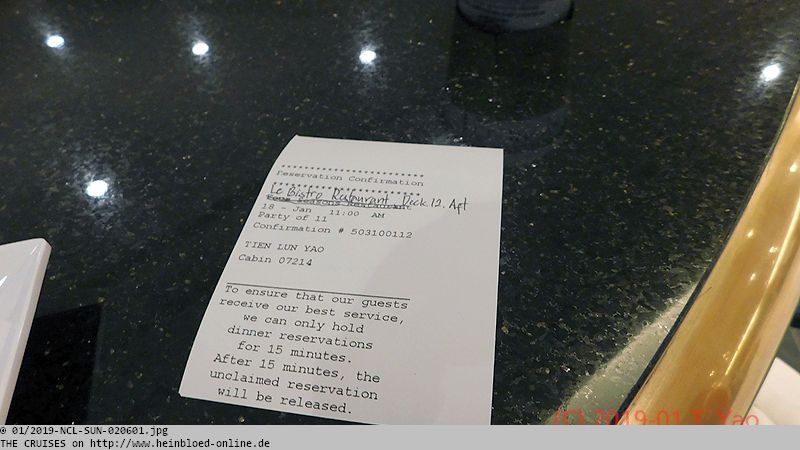 ***********************
Reservation Confirmation
***********************
Le Bistro Restaurant Deck.12. Aft
Four Seasons Restaurant
18 - Jan 11:00 AM
Party of 11
Confirmation # 503100112
TIEN LUN YAO
Cabin 07214
To ensure that our guests
receive our best service,
we can only hold
dinner reservations
for 15 minutes.
After 15 minutes, the
unclaimed reservation
will be released.
(C) 2019-01 T.Yao
@ 01/2019-NCL-SUN-020601.jpg
THE CRUISES on http://www.heinbloed-online.de